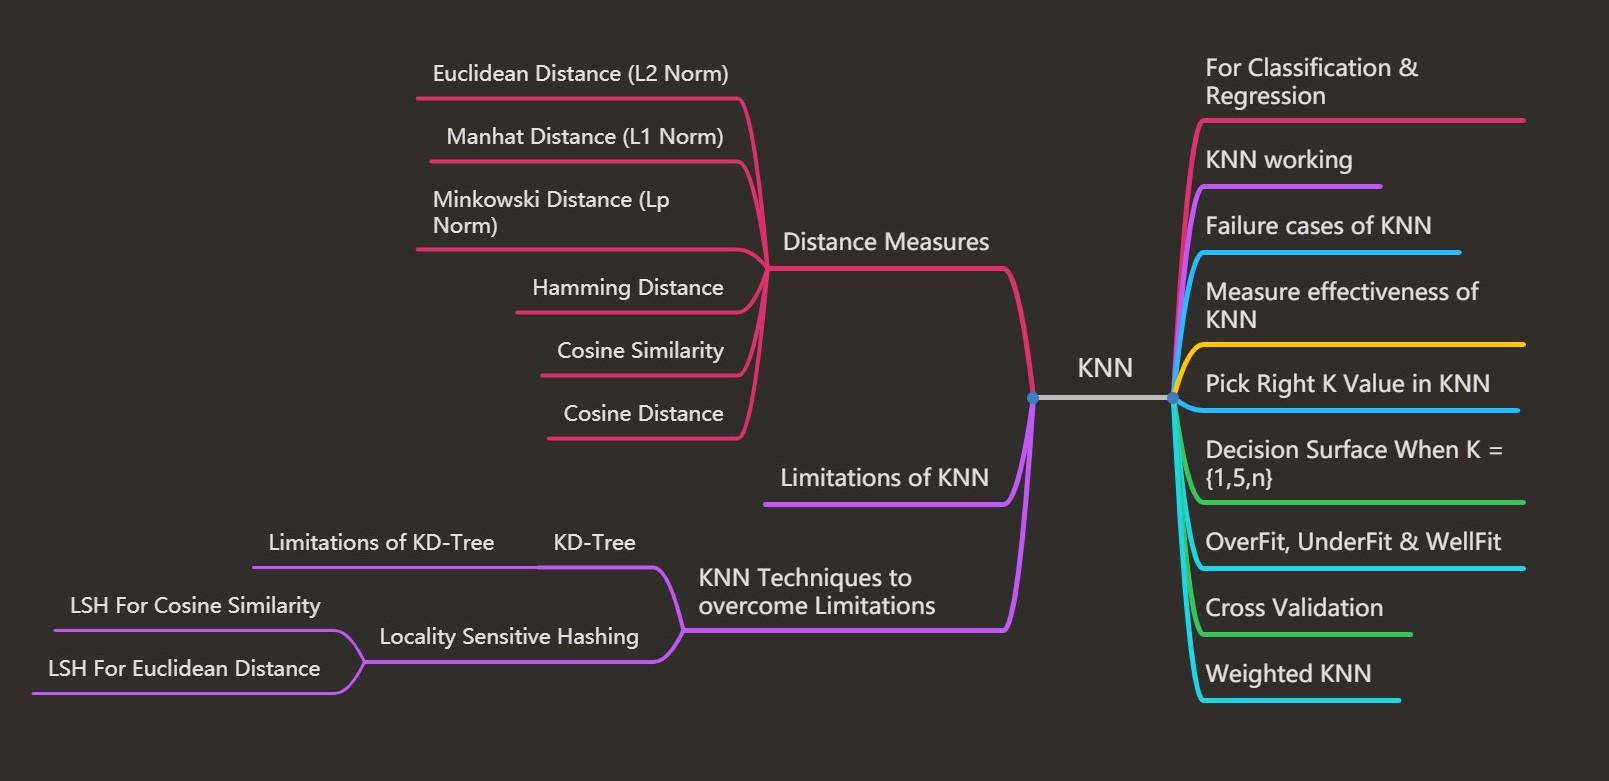 Euclidean Distance (L2 Norm)
Manhat Distance (L1 Norm)
Minkowski Distance (Lp
Norm)
Hamming Distance
Cosine Similarity
Cosine Distance
Distance Measures
Limitations of KNN
Limitations of KD-Tree
KD-Tree
LSH For Cosine Similarity
LSH For Euclidean Distance
Locality Sensitive Hashing
KNN Techniques to
overcome Limitations
KNN
For Classification &
Regression
KNN working
Failure cases of KNN
Measure effectiveness of
KNN
Pick Right K Value in KNN
Decision Surface When K =
{1,5,n}
OverFit, UnderFit & WellFit
Cross Validation
Weighted KNN